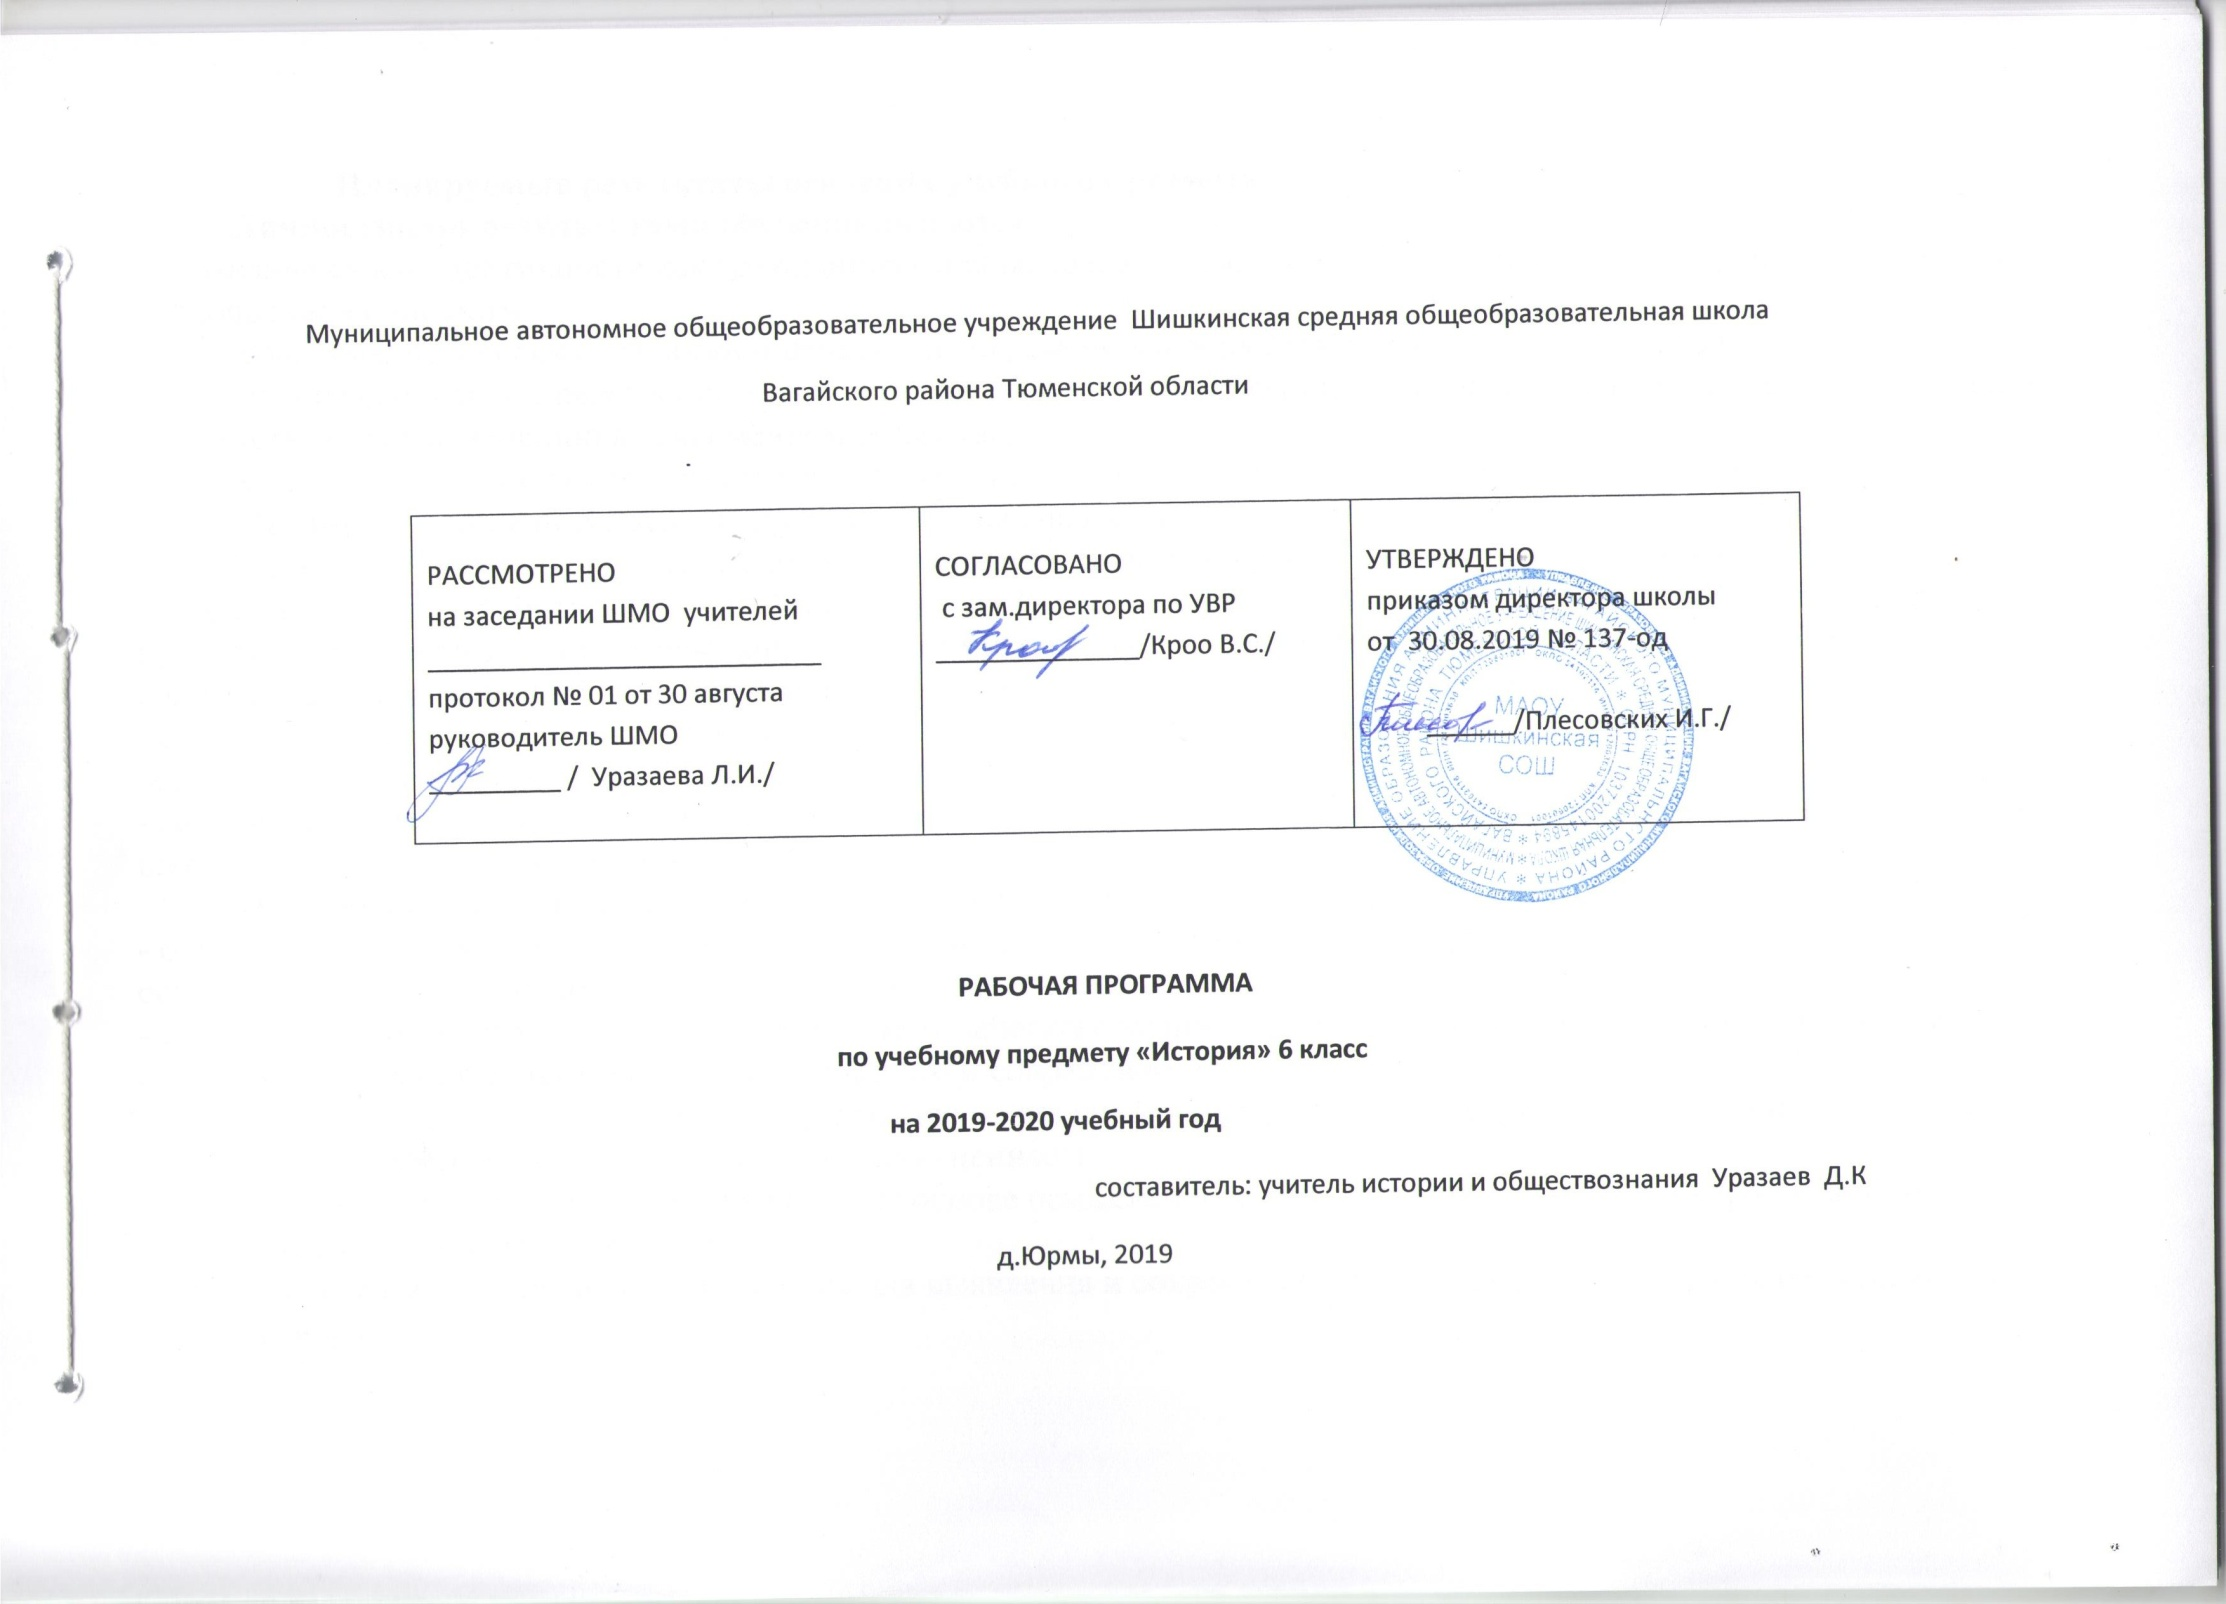 Муниципальное автономное общеобразовательное учреждение Шишкинская средняя общеобразовательная школа
Вагайского района Тюменской области
РАССМОТРЕНО
на заседании ШМО учителей
протокол № 01 от 30 августа
руководитель ШМО
/ Уразаева Л.И./
СОГЛАСОВАНО
с зам.директора по УВР
/Кроо В.С./
УТВЕРЖДЕНО
приказом директора школы
от 30.08.2019 № 137-од
/Плесовских И.Г./
МАОУ
Шишкинская
СОШ
РАБОЧАЯ ПРОГРАММА
по учебному предмету «История» 6 класс
на 2019-2020 учебный год
составитель: учитель истории и обществознания Уразаев Д.К
д.Юрмы, 2019